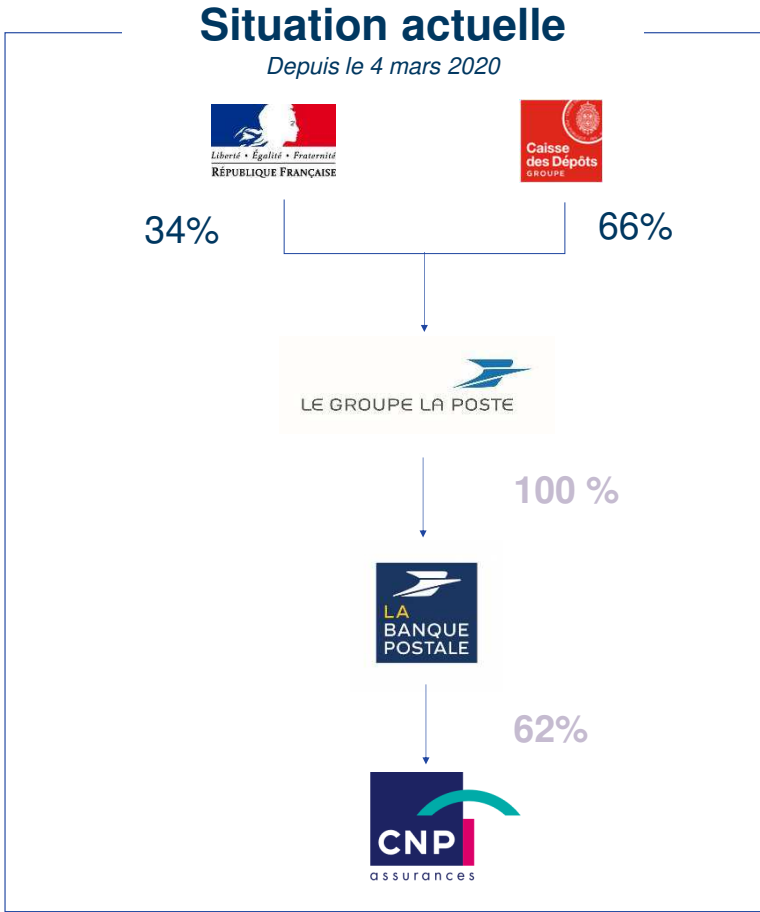 Situation actuelle
Depuis le 4 mars 2020
Liberté • Égalité • Fraternité
RÉPUBLIQUE FRANÇAISE
Caisse
des Dépôts
GROUPE
34%
66%
LE GROUPE LA POSTE
100 %
LA
BANQUE
POSTALE
62%
CNP
assurances